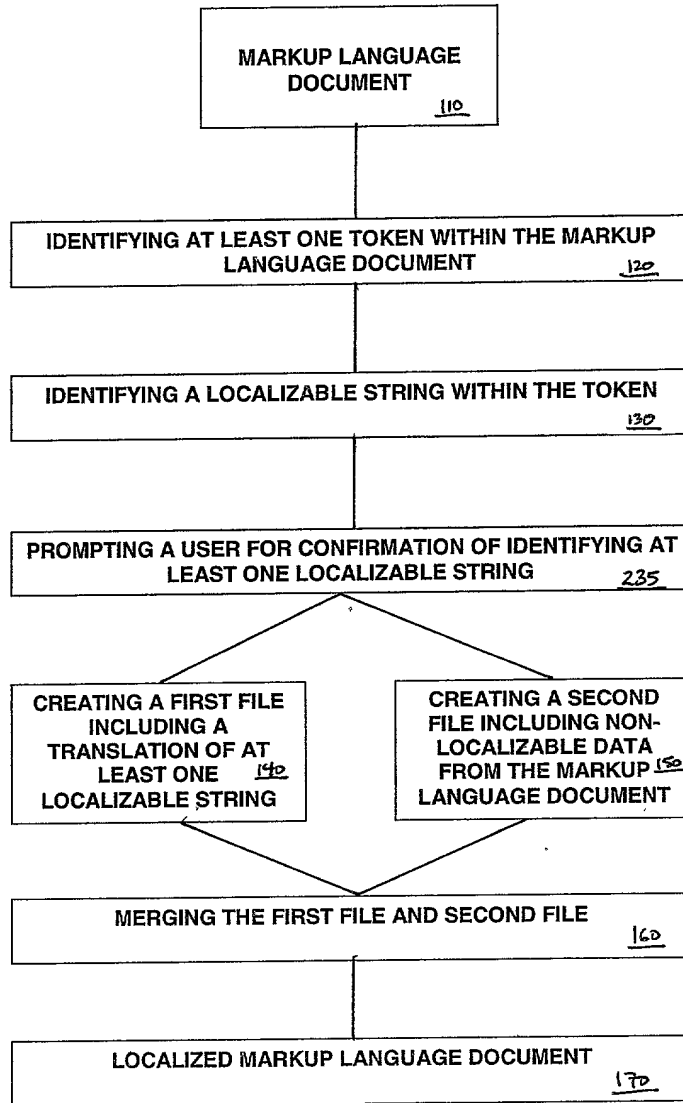 MARKUP LANGUAGE
DOCUMENT
110
IDENTIFYING AT LEAST ONE TOKEN WITHIN THE MARKUP
LANGUAGE DOCUMENT
120
IDENTIFYING A LOCALIZABLE STRING WITHIN THE TOKEN
130
PROMPTING A USER FOR CONFIRMATION OF IDENTIFYING AT
LEAST ONE LOCALIZABLE STRING
235
CREATING A FIRST FILE
INCLUDING A
TRANSLATION OF AT
LEAST ONE 140
LOCALIZABLE STRING
CREATING A SECOND
FILE INCLUDING NON-
LOCALIZABLE DATA
FROM THE MARKUP 150
LANGUAGE DOCUMENT
MERGING THE FIRST FILE AND SECOND FILE
160
LOCALIZED MARKUP LANGUAGE DOCUMENT
170